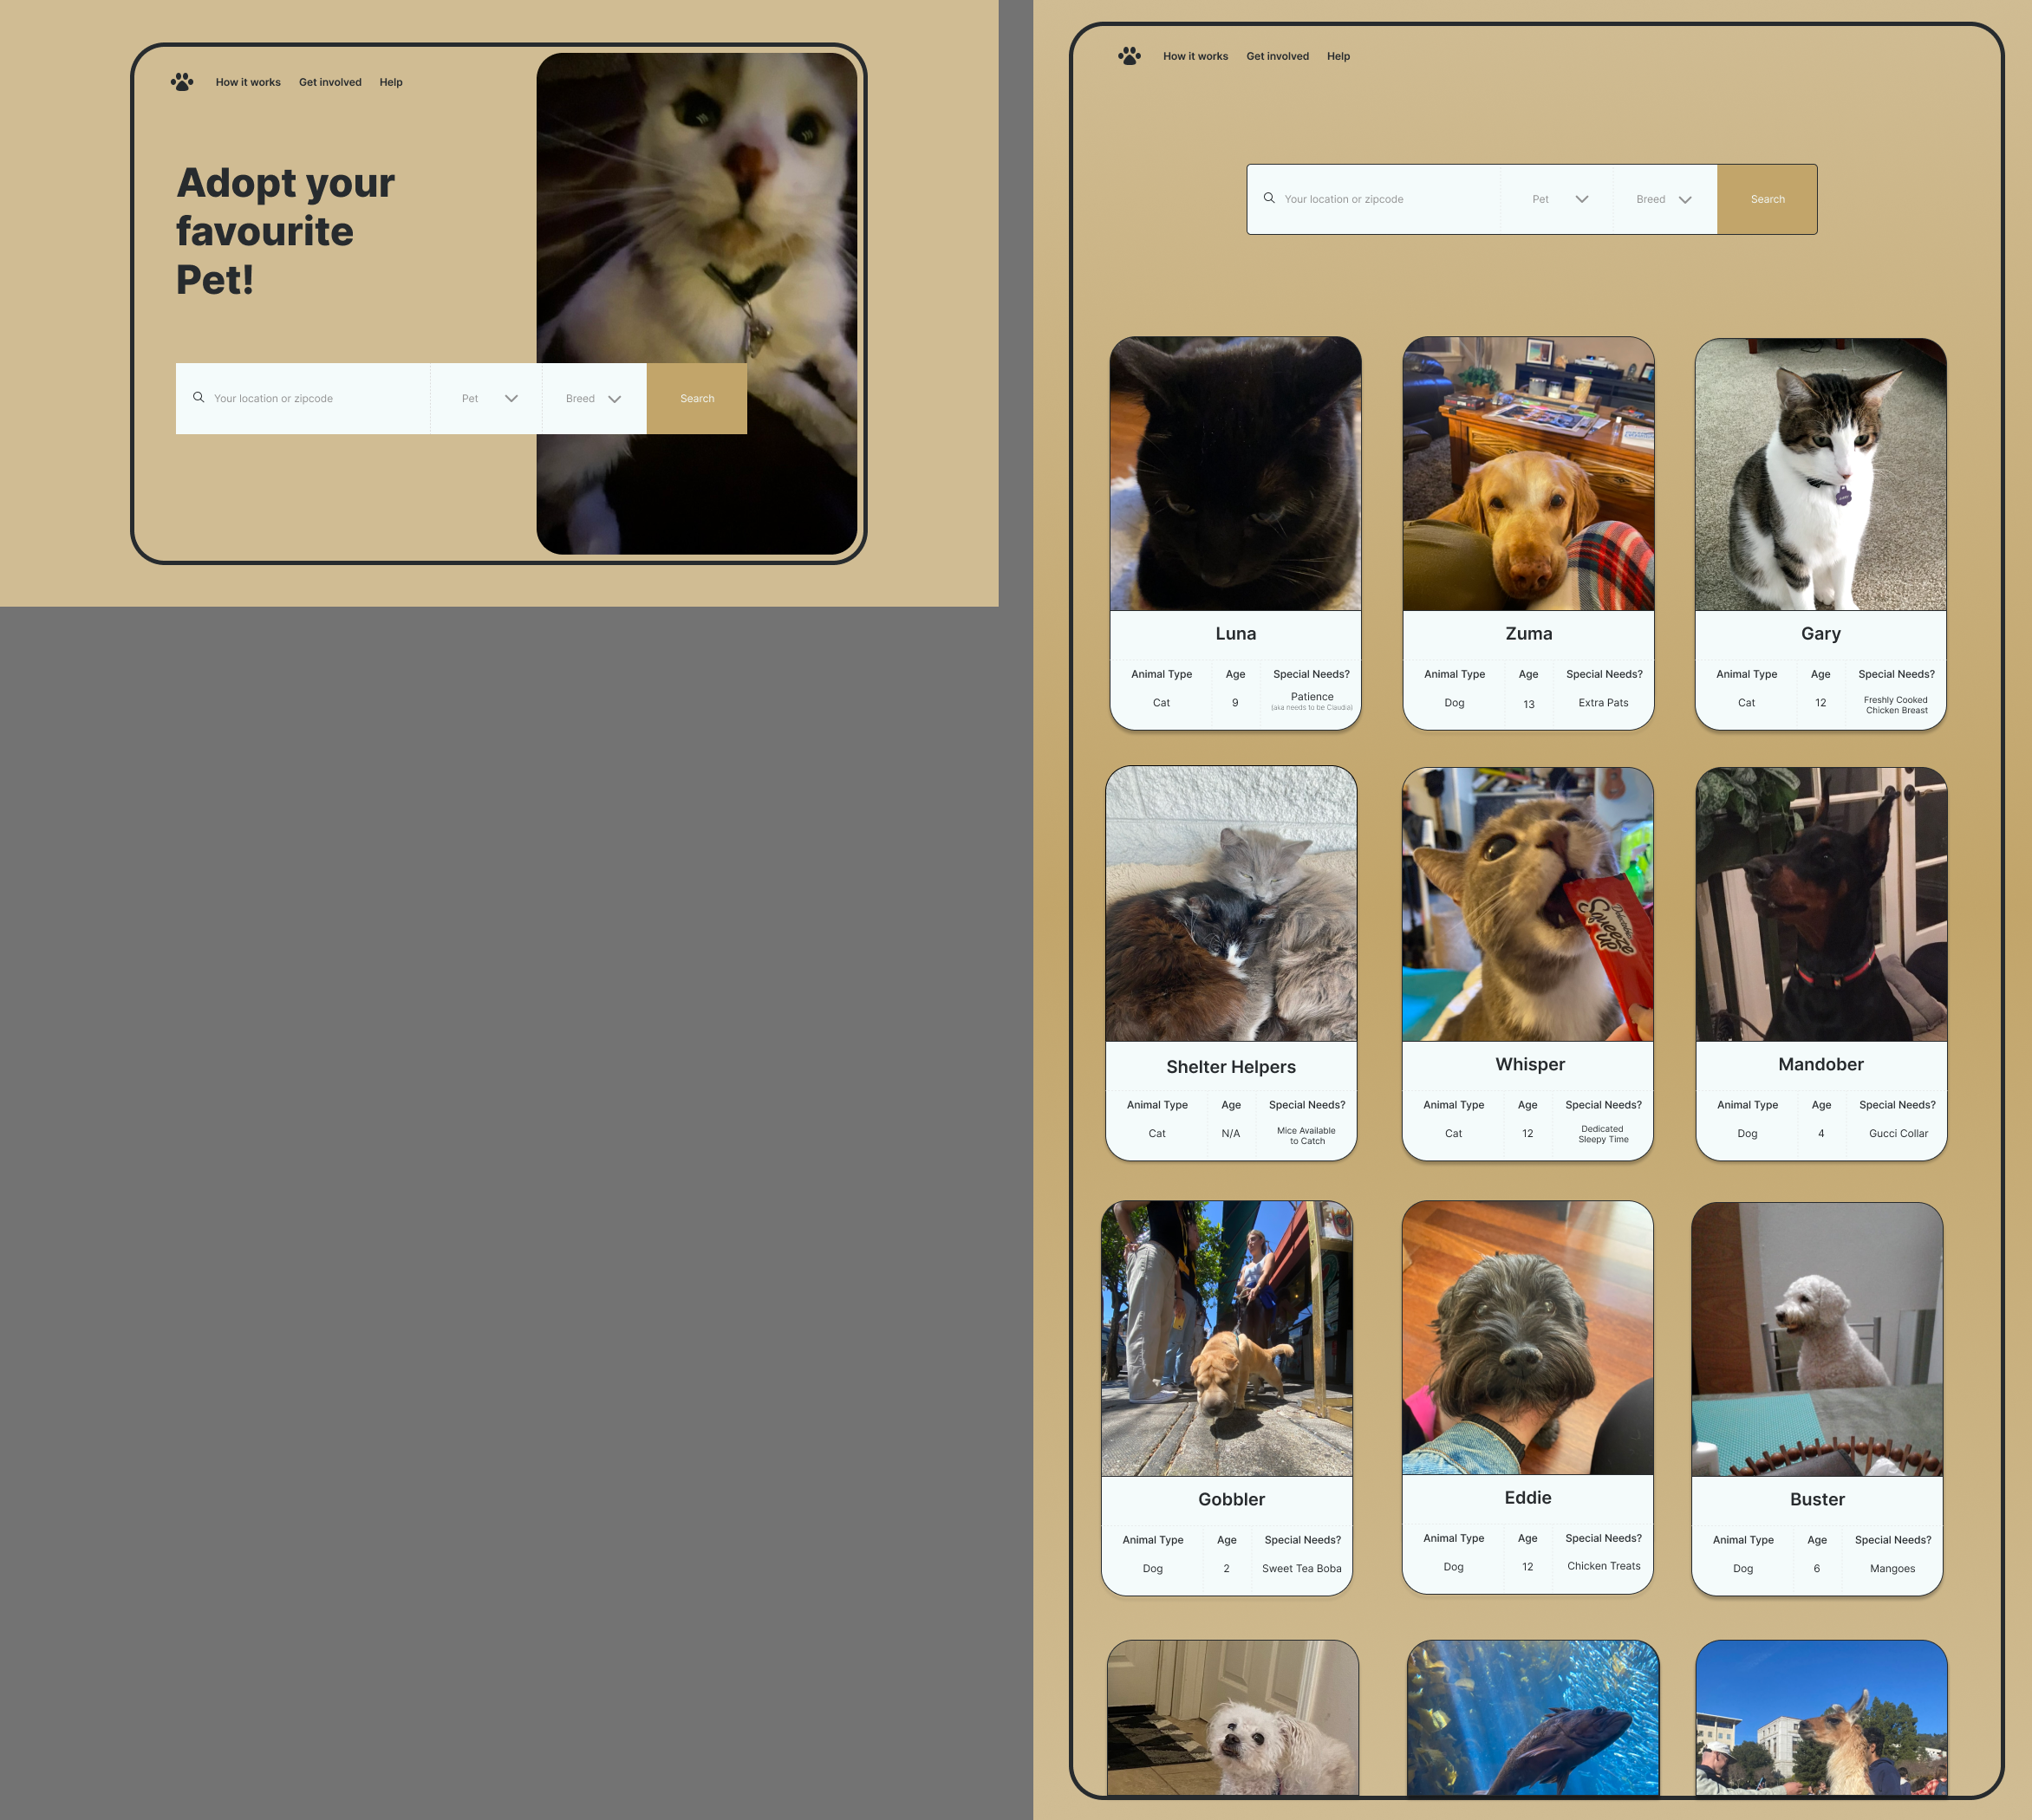 How it works Get involved Help
Adopt your
favourite
Pet!
Your location or zipcode Pet Breed Search
How it works Get involved Help
Your location or zipcode Pet Breed Search
Luna
Animal Type Age Special Needs?
Cat 9 Patience
(aka needs to be Claudia)
Zuma
Animal Type Age Special Needs?
Dog 13 Extra Pats
Gary
Animal Type Age Special Needs?
Cat 12 Freshly Cooked
Chicken Breast
Squeeze
Up
Shelter Helpers
Animal Type Age Special Needs?
Cat N/A Mice Available
to Catch
Whisper
Animal Type Age Special Needs?
Cat 12 Dedicated
Sleepy Time
Mandober
Animal Type Age Special Needs?
Dog 4 Gucci Collar
Gobbler
Animal Type Age Special Needs?
Dog 2 Sweet Tea Boba
Eddie
Animal Type Age Special Needs?
Dog 12 Chicken Treats
Buster
Animal Type Age Special Needs?
Dog 6 Mangoes